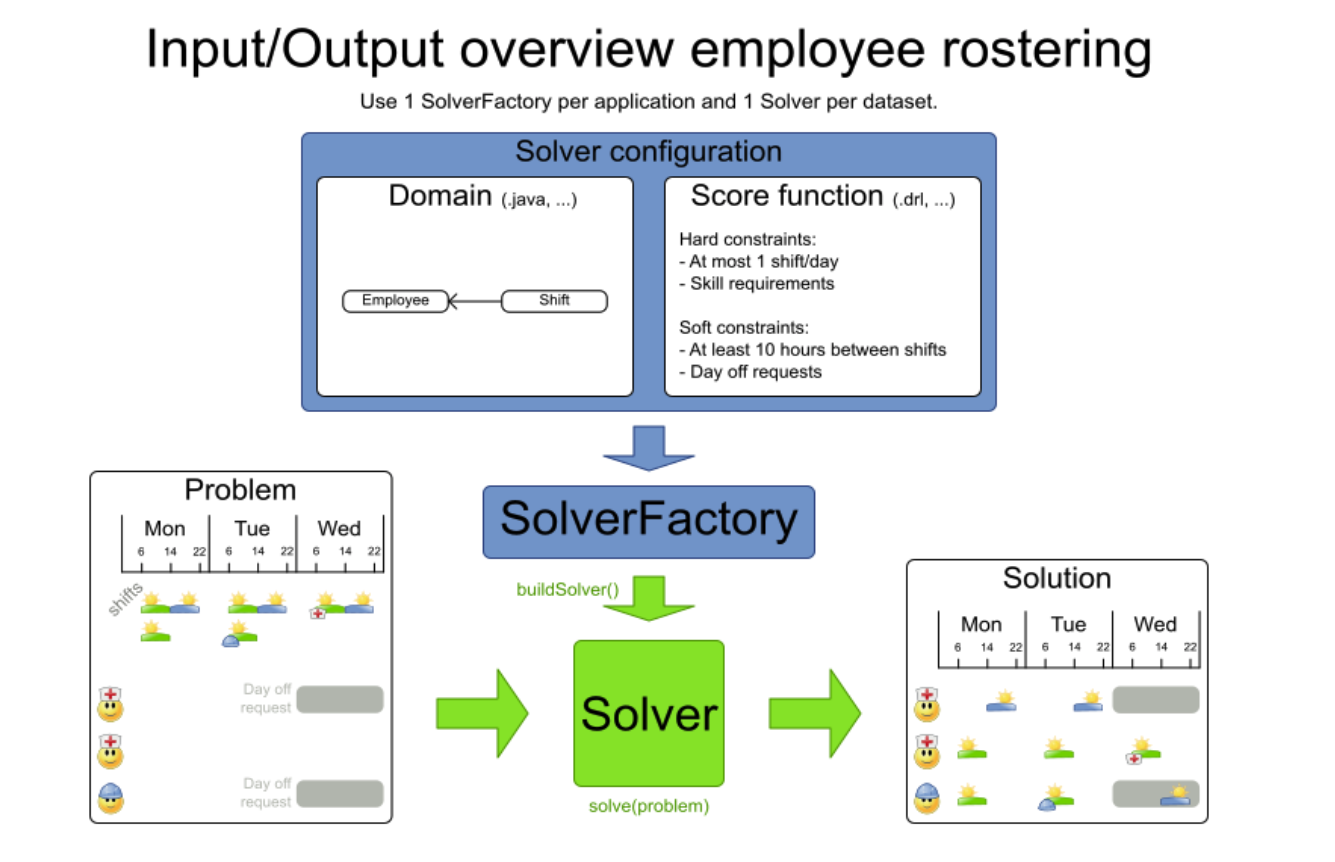 Input/Output overview employee rostering
Use 1 SolverFactory per application and 1 Solver per dataset.
Solver configuration
Domain (.java, ...)
Employee
Shift
Score function (.drl, ...)
Hard constraints:
- At most 1 shift/day
- Skill requirements
Soft constraints:
- At least 10 hours between shifts
- Day off requests
SolverFactory
buildSolver()
Problem
Mon Tue Wed
6 14 22 6 14 22 6 14 22
shifts
Day off
request
Day off
request
Solver
solve(problem)
Solution
Mon Tue Wed
6 14 22 6 14 22 6 14 22